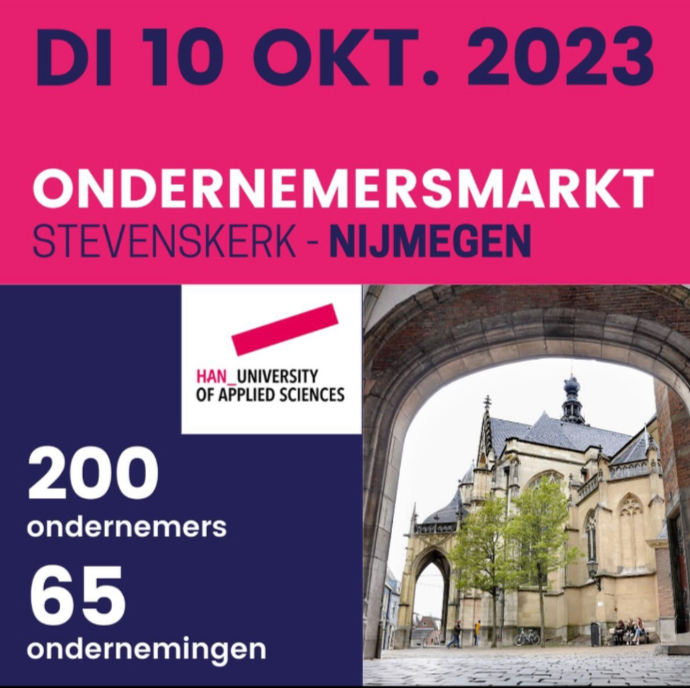 DI 10 OKT. 2023
ONDERNEMERSMARKT
STEVENSKERK - NIJMEGEN
HAN_UNIVERSITY
OF APPLIED SCIENCES
200
ondernemers
65
ondernemingen